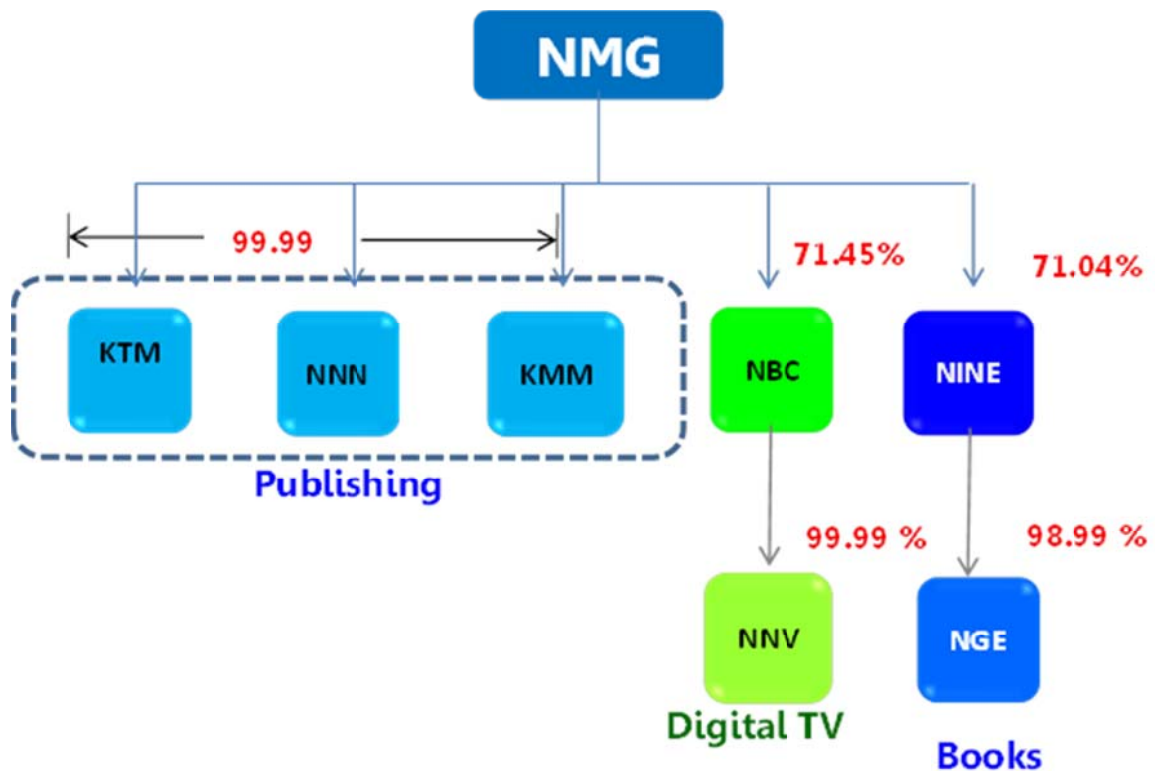 NMG
99.99
71.45%
71.04%
KTM
NNN
KMM
NBC
NINE
Publishing
99.99 %
98.99 %
NNV
NGE
Digital TV
Books